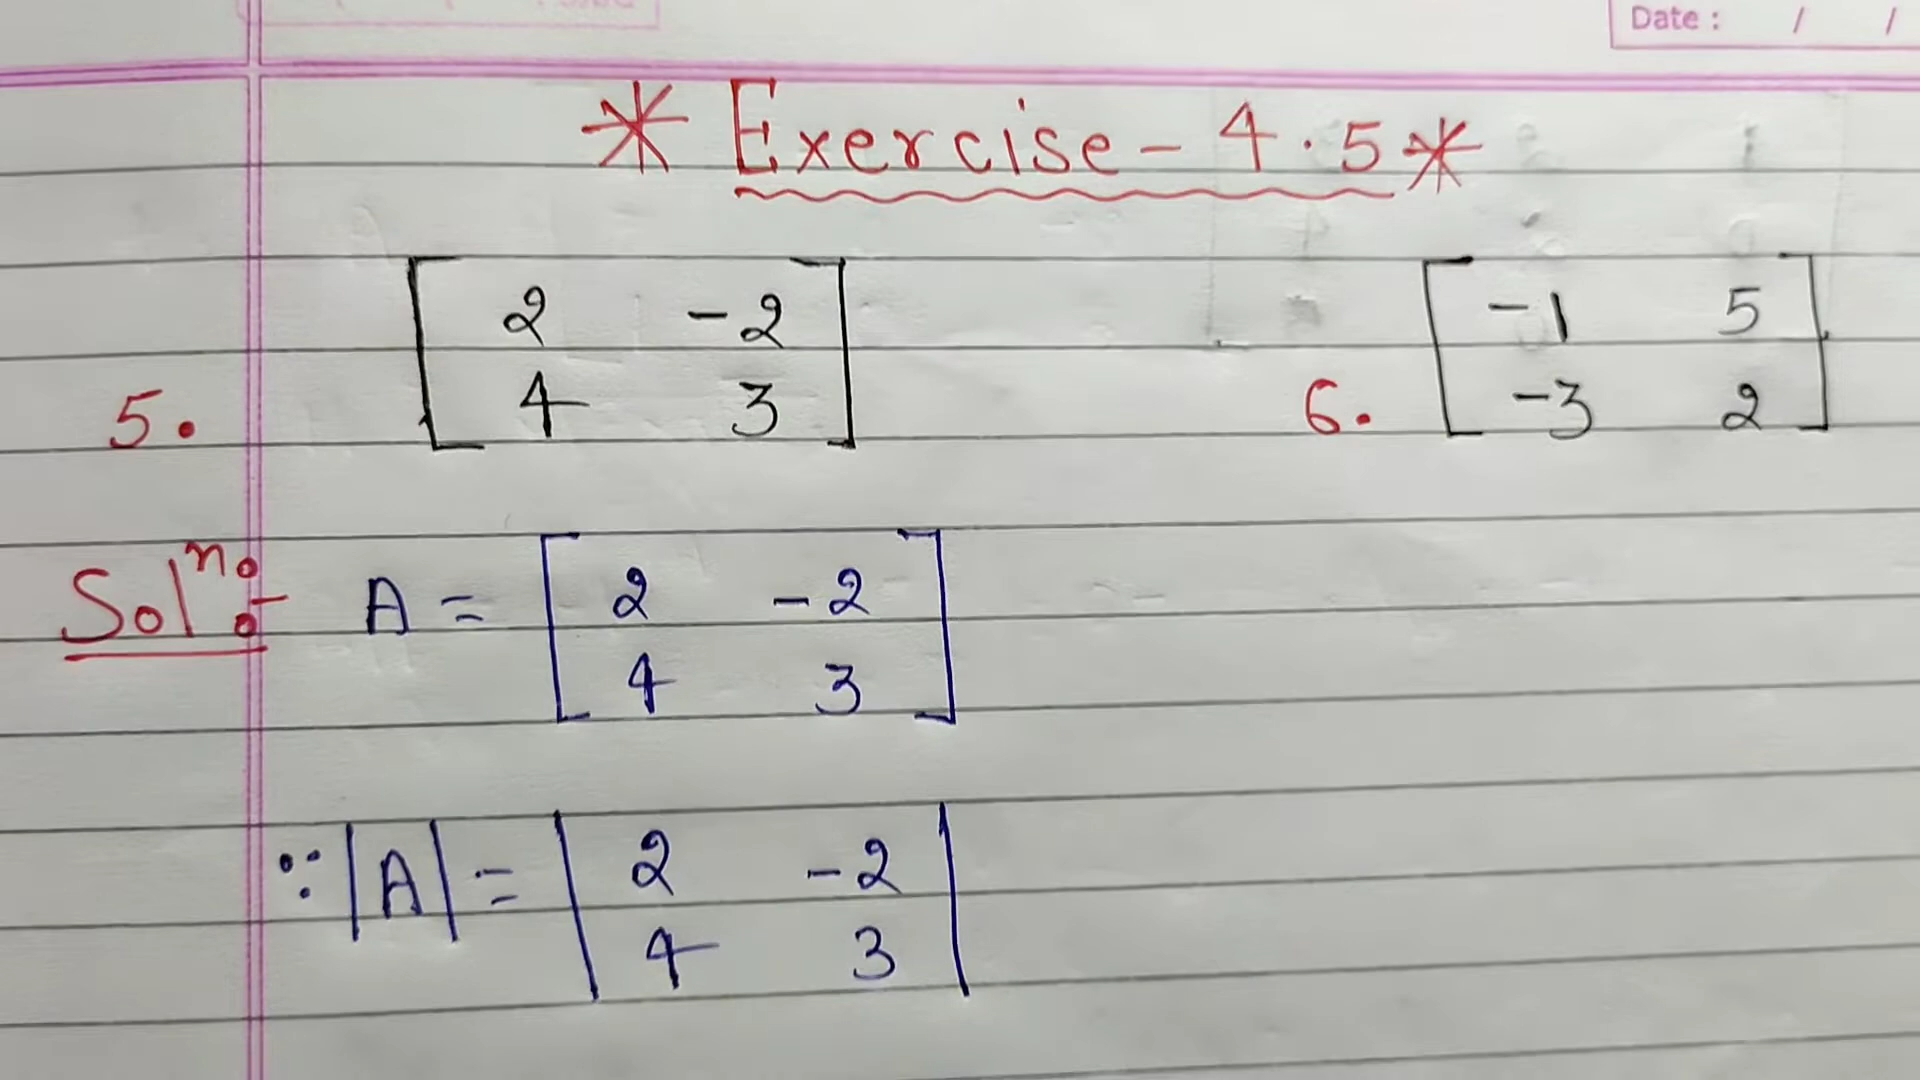 Date : / /
* Exercise - 4.5 *
5. [ 2 -2
4 3 ]
6. [ -1 5
-3 2 ]
Solⁿ:- A = [ 2 -2
4 3 ]
∵ |A| = | 2 -2
4 3 |